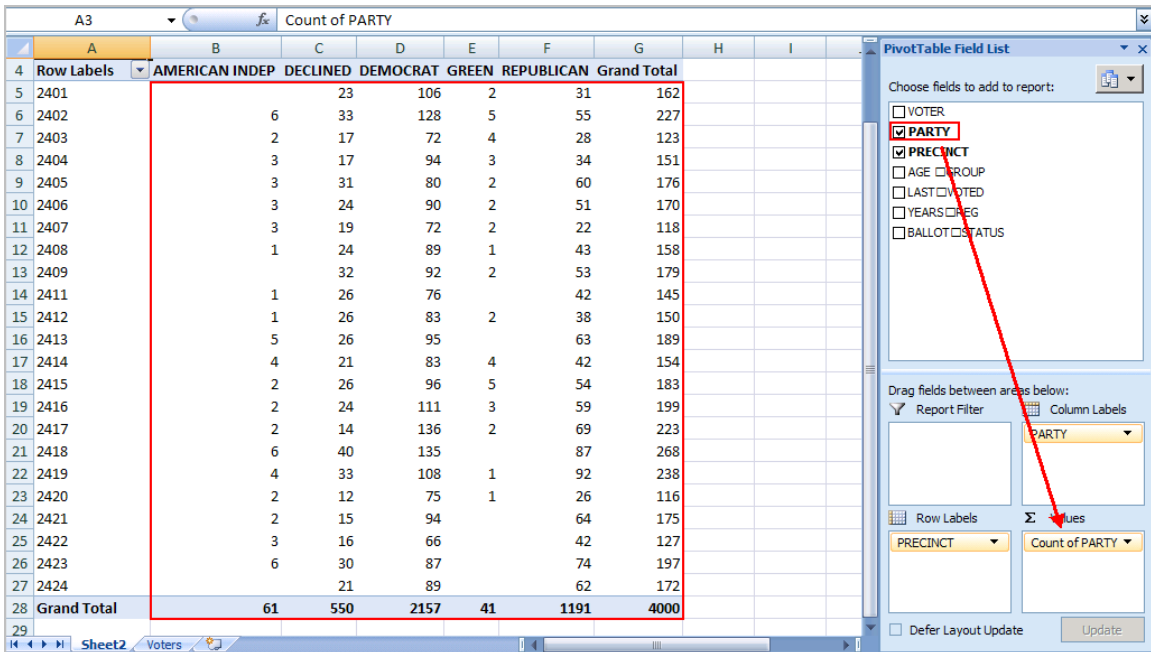 A3 fx Count of PARTY
A B C D E F G H I
4 Row Labels AMERICAN INDEP DECLINED DEMOCRAT GREEN REPUBLICAN Grand Total
5 2401 23 106 2 31 162
6 2402 6 33 128 5 55 227
7 2403 2 17 72 4 28 123
8 2404 3 17 94 3 34 151
9 2405 3 31 80 2 60 176
10 2406 3 24 90 2 51 170
11 2407 3 19 72 2 22 118
12 2408 1 24 89 1 43 158
13 2409 32 92 2 53 179
14 2411 1 26 76 42 145
15 2412 1 26 83 2 38 150
16 2413 5 26 95 63 189
17 2414 4 21 83 4 42 154
18 2415 2 26 96 5 54 183
19 2416 2 24 111 3 59 199
20 2417 2 14 136 2 69 223
21 2418 6 40 135 87 268
22 2419 4 33 108 1 92 238
23 2420 2 12 75 1 26 116
24 2421 2 15 94 64 175
25 2422 3 16 66 42 127
26 2423 6 30 87 74 197
27 2424 21 89 62 172
28 Grand Total 61 550 2157 41 1191 4000
29
Sheet2 Voters
PivotTable Field List
Choose fields to add to report:
VOTER
PARTY
PRECINCT
AGE GROUP
LAST VOTED
YEARS REG
BALLOT STATUS
Drag fields between areas below:
Report Filter Column Labels
PARTY
Row Labels Σ Values
PRECINCT Count of PARTY
Defer Layout Update Update